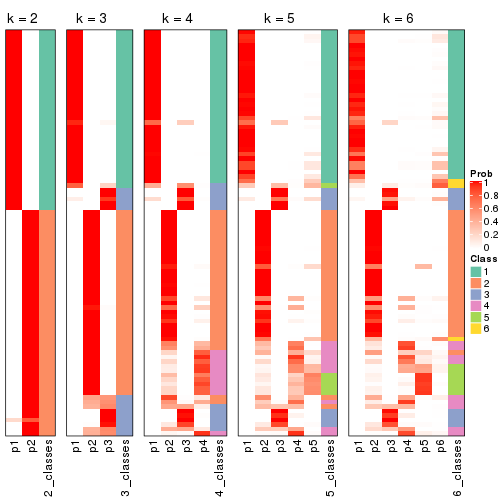 k = 2
k = 3
k = 4
k = 5
k = 6
Prob
1
0.8
0.6
0.4
0.2
0
Class
1
2
3
4
5
6
p1
p2
2_classes
p1
p2
p3
3_classes
p1
p2
p3
p4
4_classes
p1
p2
p3
p4
p5
5_classes
p1
p2
p3
p4
p5
p6
6_classes